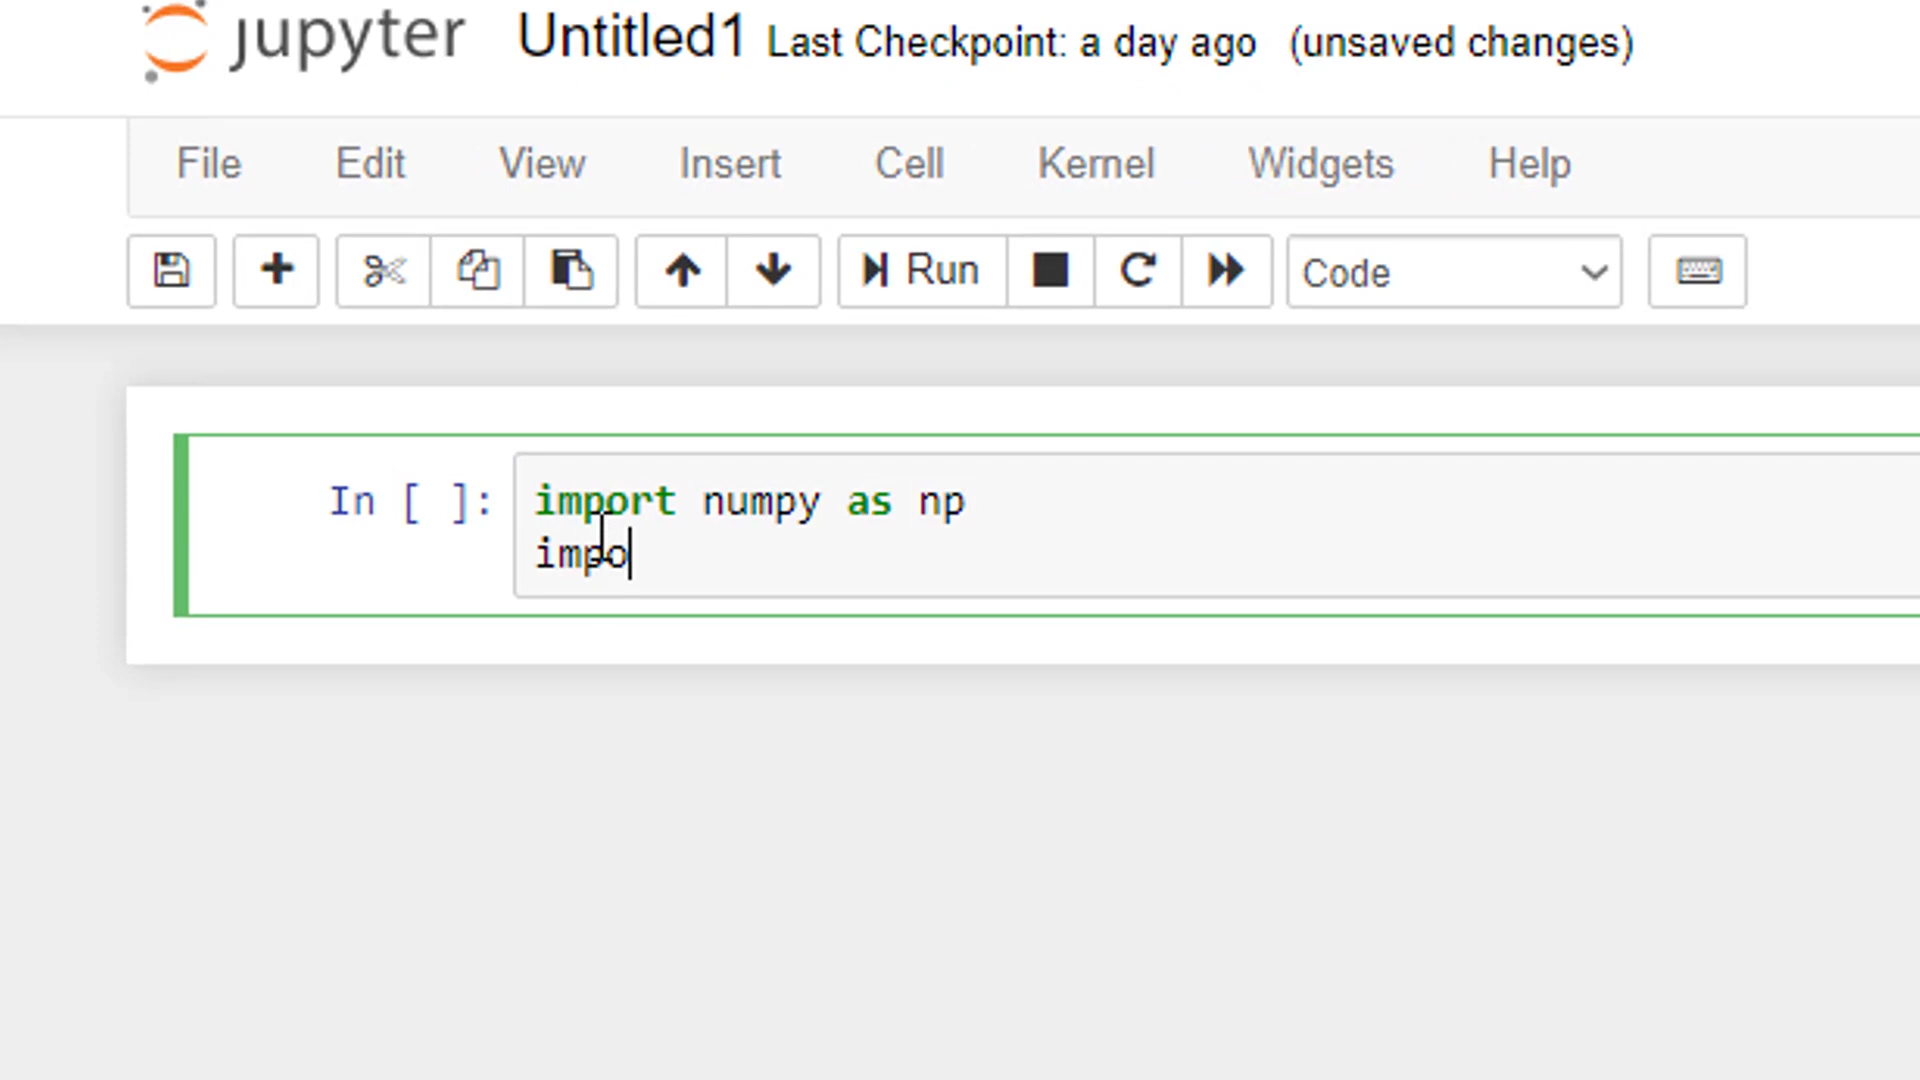 jupyter Untitled1 Last Checkpoint: a day ago (unsaved changes)
File Edit View Insert Cell Kernel Widgets Help
Run Code
In [ ]: import numpy as np
impo